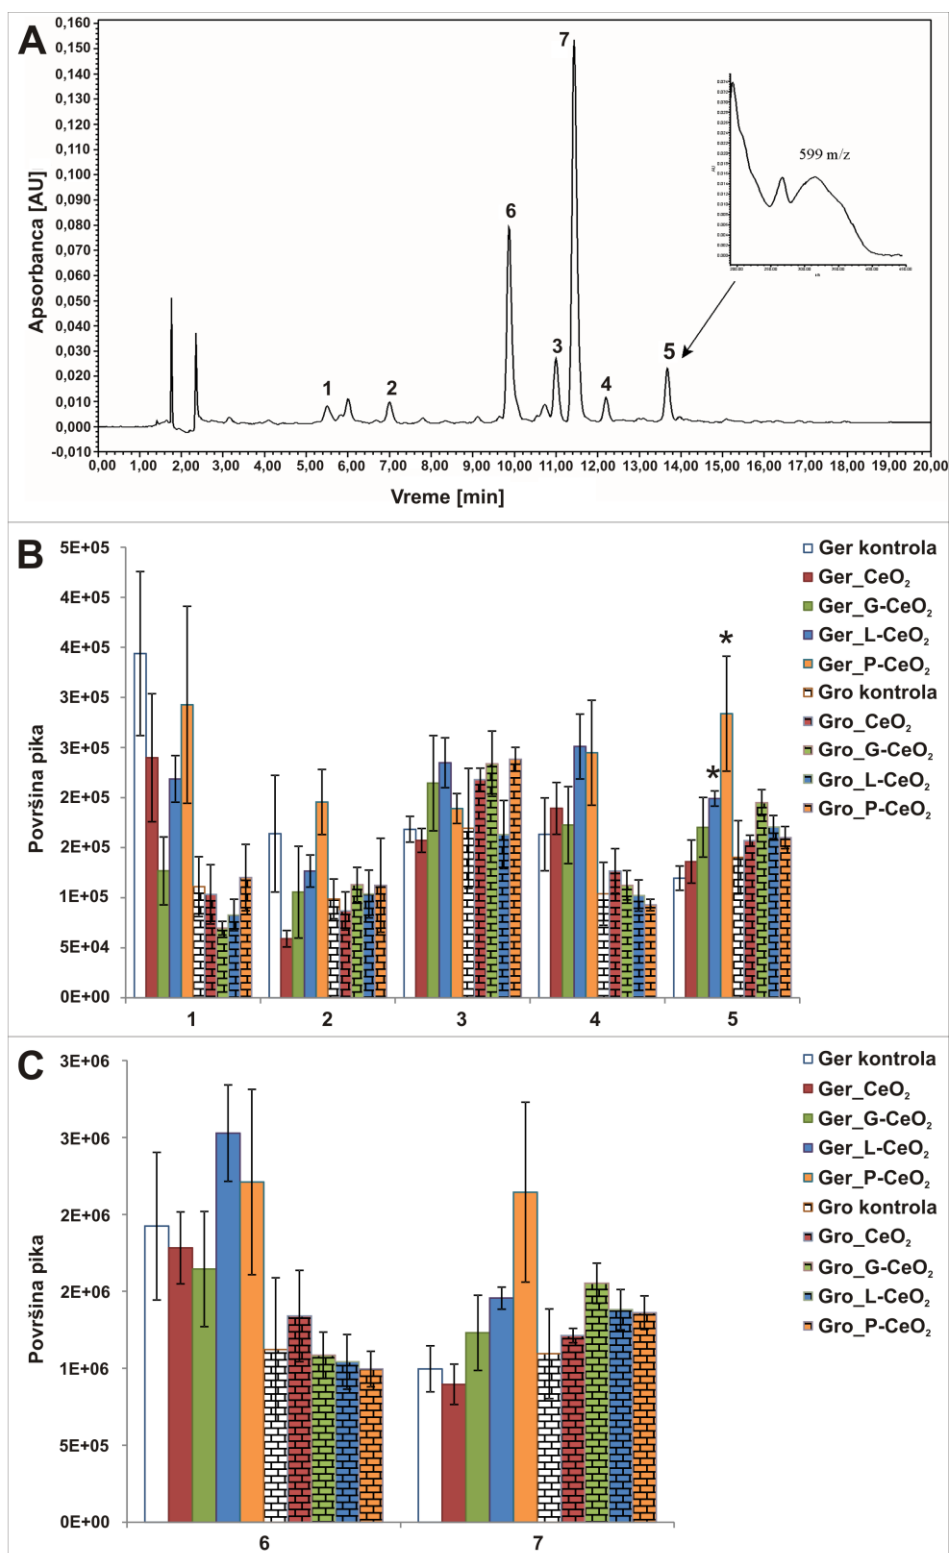 A
0,160
0,150
0,140
0,130
0,120
0,110
0,100
0,090
0,080
0,070
0,060
0,050
0,040
0,030
0,020
0,010
0,000
-0,010
Apsorbanca [AU]
1
2
6
3
7
4
5
599 m/z
0,00 1,00 2,00 3,00 4,00 5,00 6,00 7,00 8,00 9,00 10,00 11,00 12,00 13,00 14,00 15,00 16,00 17,00 18,00 19,00 20,00
Vreme [min]
B
5E+05
4E+05
4E+05
3E+05
3E+05
2E+05
2E+05
1E+05
5E+04
0E+00
Površina pika
* *
1 2 3 4 5
Ger kontrola
Ger_CeO₂
Ger_G-CeO₂
Ger_L-CeO₂
Ger_P-CeO₂
Gro kontrola
Gro_CeO₂
Gro_G-CeO₂
Gro_L-CeO₂
Gro_P-CeO₂
C
3E+06
3E+06
2E+06
2E+06
1E+06
5E+05
0E+00
Površina pika
6 7
Ger kontrola
Ger_CeO₂
Ger_G-CeO₂
Ger_L-CeO₂
Ger_P-CeO₂
Gro kontrola
Gro_CeO₂
Gro_G-CeO₂
Gro_L-CeO₂
Gro_P-CeO₂